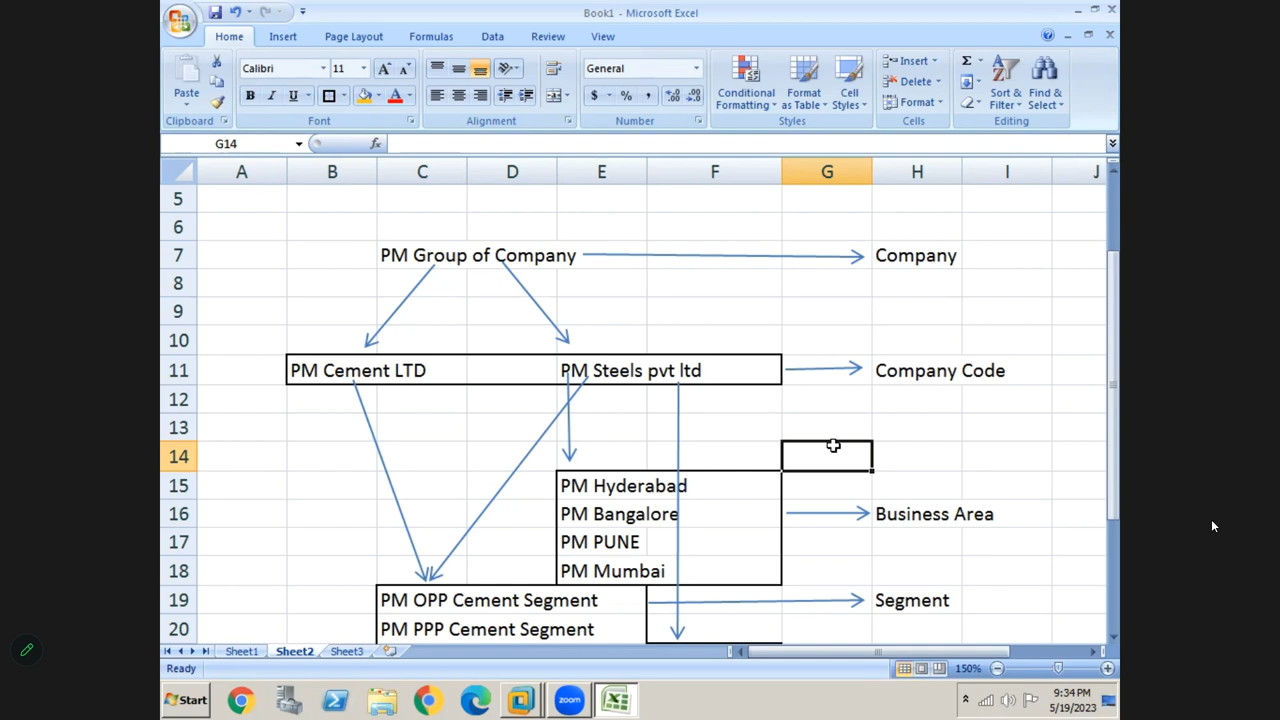 Book1 - Microsoft Excel
Home Insert Page Layout Formulas Data Review View
Paste
Calibri 11
General
Conditional Formatting
Format as Table
Cell Styles
Insert
Delete
Format
Sort & Filter
Find & Select
Clipboard Font Alignment Number Styles Cells Editing
G14
fx
A B C D E F G H I J
5
6
7 PM Group of Company Company
8
9
10
11 PM Cement LTD PM Steels pvt ltd Company Code
12
13
14
15 PM Hyderabad
16 PM Bangalore Business Area
17 PM PUNE
18 PM Mumbai
19 PM OPP Cement Segment Segment
20 PM PPP Cement Segment
Sheet1 Sheet2 Sheet3
Ready 150%
Start zoom 9:34 PM
5/19/2023